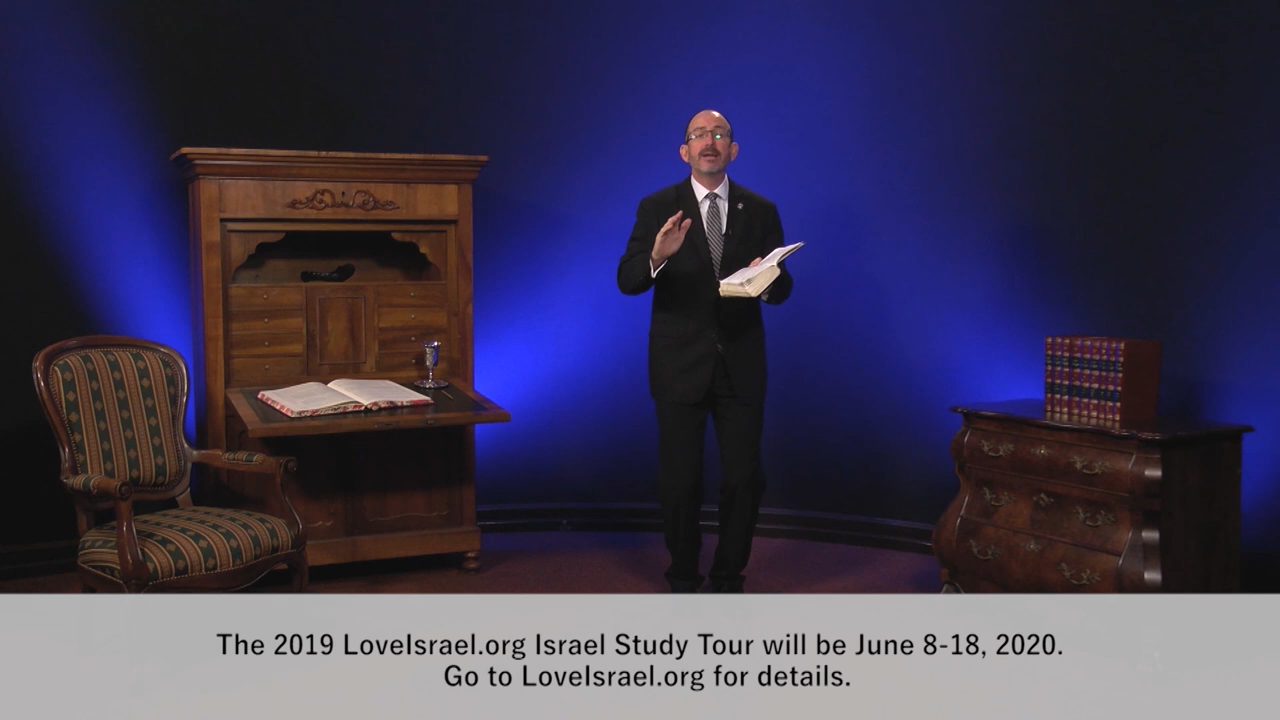 The 2019 LoveIsrael.org Israel Study Tour will be June 8-18, 2020.
Go to LoveIsrael.org for details.